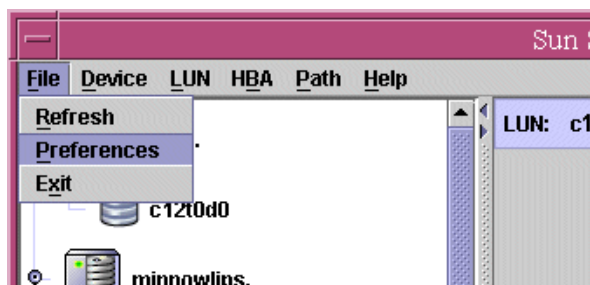 Sun
File Device LUN HBA Path Help
Refresh
Preferences
Exit
LUN: c1
c12t0d0
minnowlips.